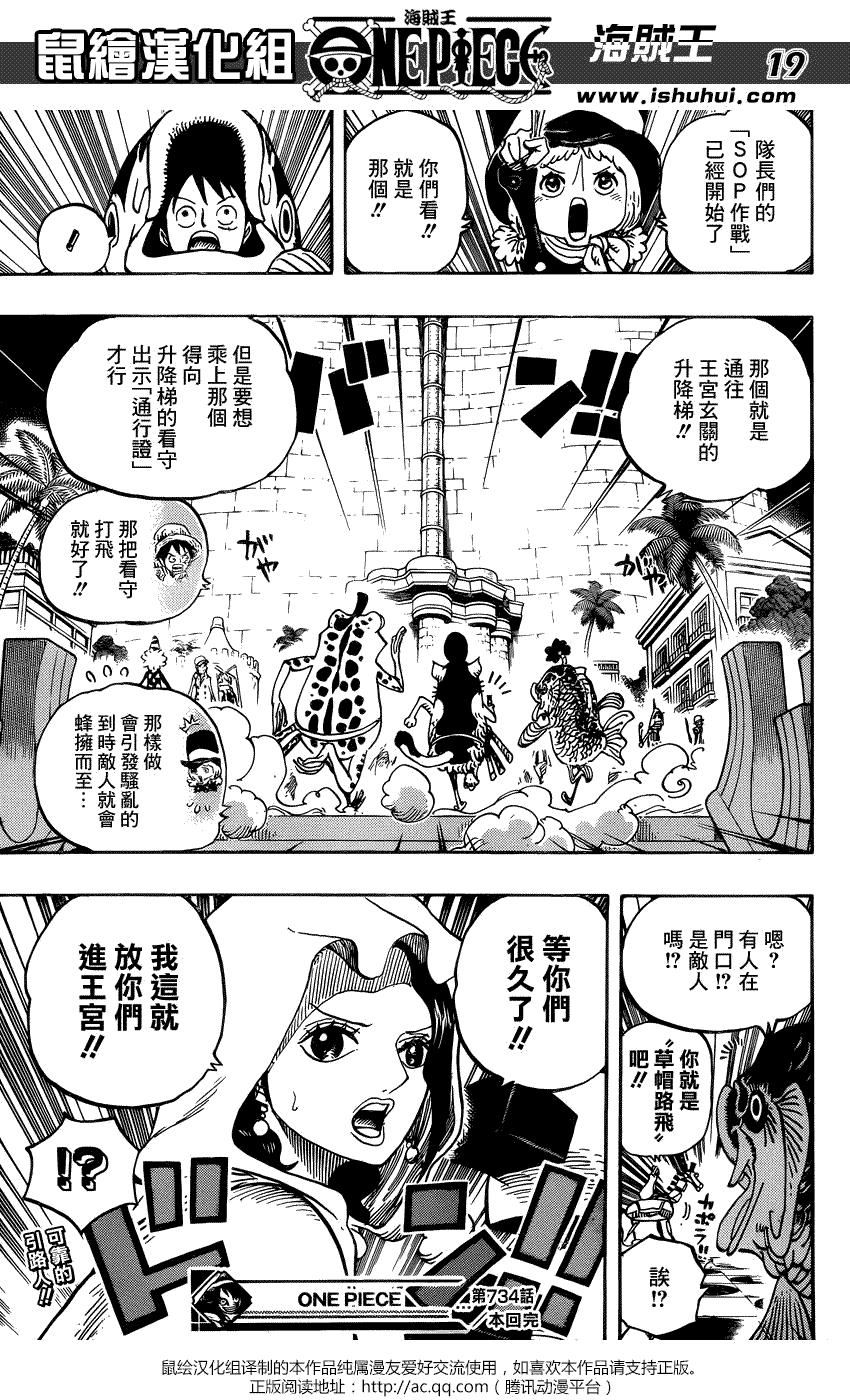 海賊王
鼠繪漢化組
ONE PIECE
海賊王
19
www.ishuhui.com
隊長們的
「SOP作戰」
已經開始了
你們看!!
就是
那個!!
!
那個就是
通往
王宮玄關的
升降梯!!
但是要想
乘上那個
得向
升降梯的看守
出示「通行證」
才行
バン!!
ガヤ
ガヤ
那把看守
打飛
就好了!!
那樣做
會引發騷亂的
到時敵人就會
蜂擁而至…
嗯?
有人在
門口!?
是敵人
嗎!?
你就是
〝草帽路飛〞
吧!!
誒!?
等你們
很久了!!
我這就
放你們
進王宮!!
!?
可靠的
引路人!!
ドドン!!
ONE PIECE
…第734話
本回完
鼠绘汉化组译制的本作品纯属漫友爱好交流使用，如喜欢本作品请支持正版。
正版阅读地址：http://ac.qq.com（腾讯动漫平台）